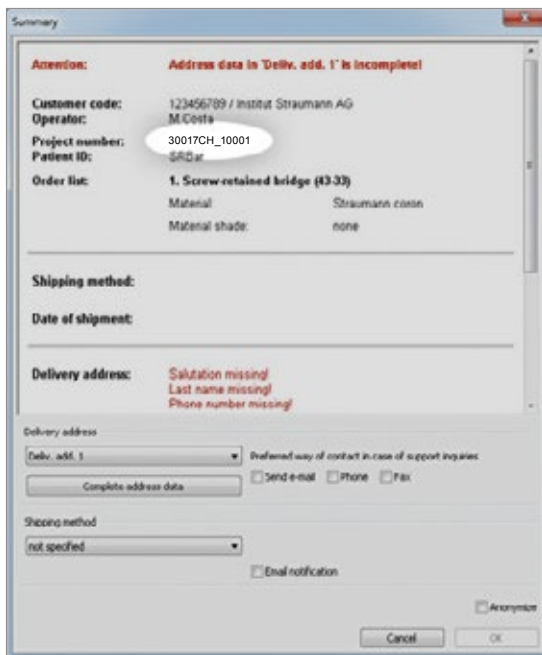 Summary
Attention: Address data in 'Deliv. add. 1' is incomplete!
Customer code: 123456789 / Institut Straumann AG
Operator: M.Costa
Project number: 30017CH_10001
Patient ID: SRBar
Order list: 1. Screw-retained bridge (43-33)
Material Straumann coron
Material shade: none
Shipping method:
Date of shipment:
Delivery address: Salutation missing!
Last name missing!
Phone number missing!
Delivery address
Deliv. add. 1 Preferred way of contact in case of support inquiries
Complete address data Send e-mail Phone Fax
Shipping method
not specified
Email notification
Anonymize
Cancel OK